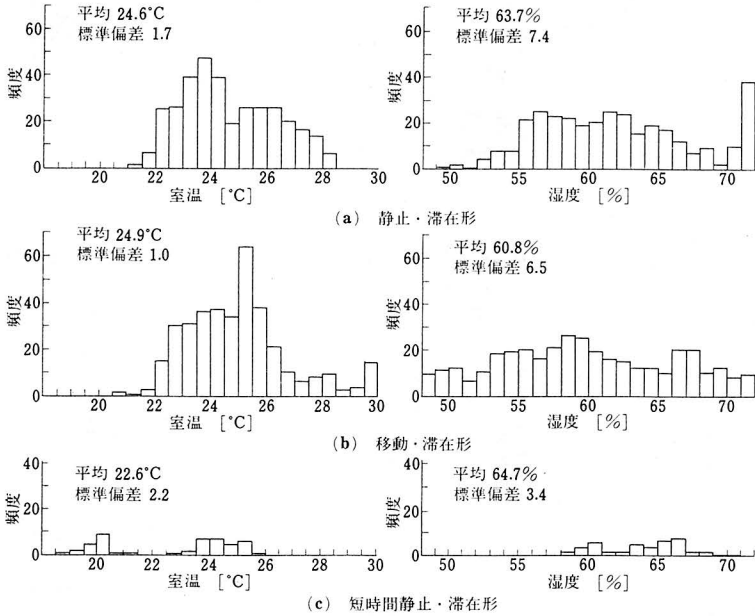 平均 24.6°C
標準偏差 1.7
60
40
20
0
頻度
20 22 24 26 28 30
室温 [°C]
平均 63.7%
標準偏差 7.4
60
40
20
0
頻度
50 55 60 65 70
湿度 [%]
(a) 静止・滞在形
平均 24.9°C
標準偏差 1.0
60
40
20
0
頻度
20 22 24 26 28 30
室温 [°C]
平均 60.8%
標準偏差 6.5
60
40
20
0
頻度
50 55 60 65 70
湿度 [%]
(b) 移動・滞在形
平均 22.6°C
標準偏差 2.2
40
20
0
頻度
20 22 24 26 28 30
室温 [°C]
平均 64.7%
標準偏差 3.4
40
20
0
頻度
50 55 60 65 70
湿度 [%]
(c) 短時間静止・滞在形